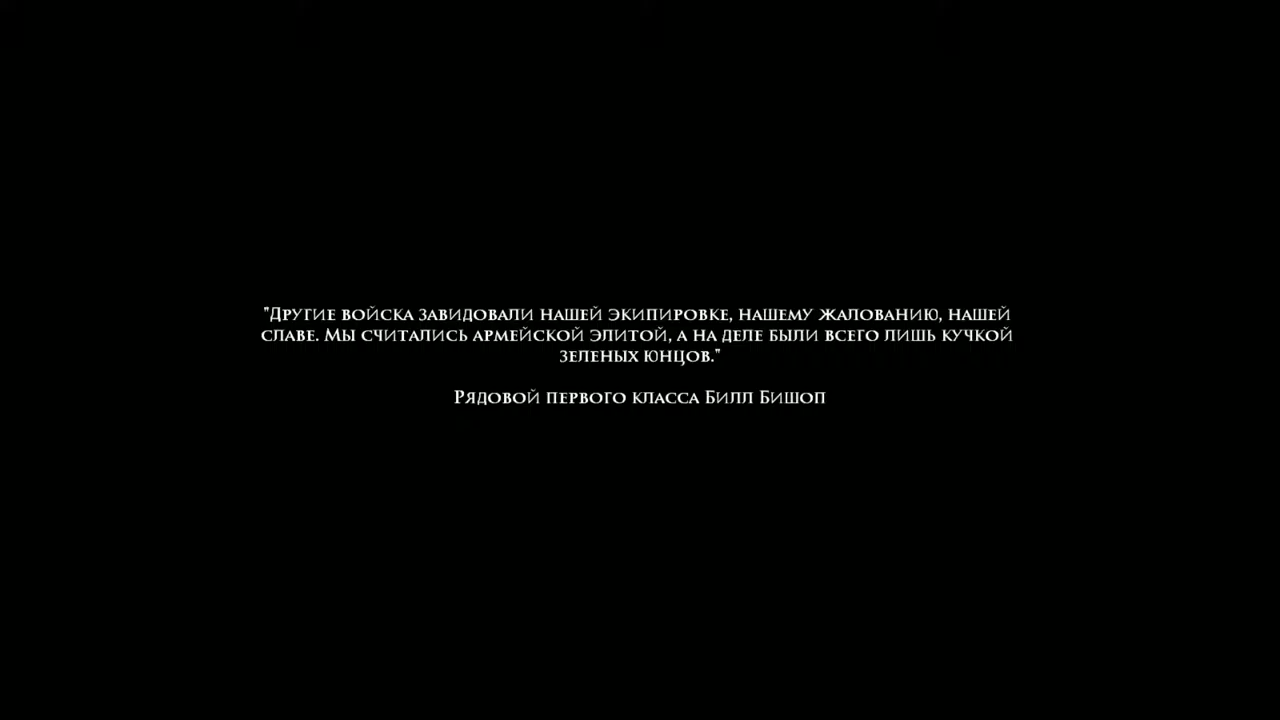 "Другие войска завидовали нашей экипировке, нашему жалованию, нашей
славе. Мы считались армейской элитой, а на деле были всего лишь кучкой
зеленых юнцов."
Рядовой первого класса Билл Бишоп